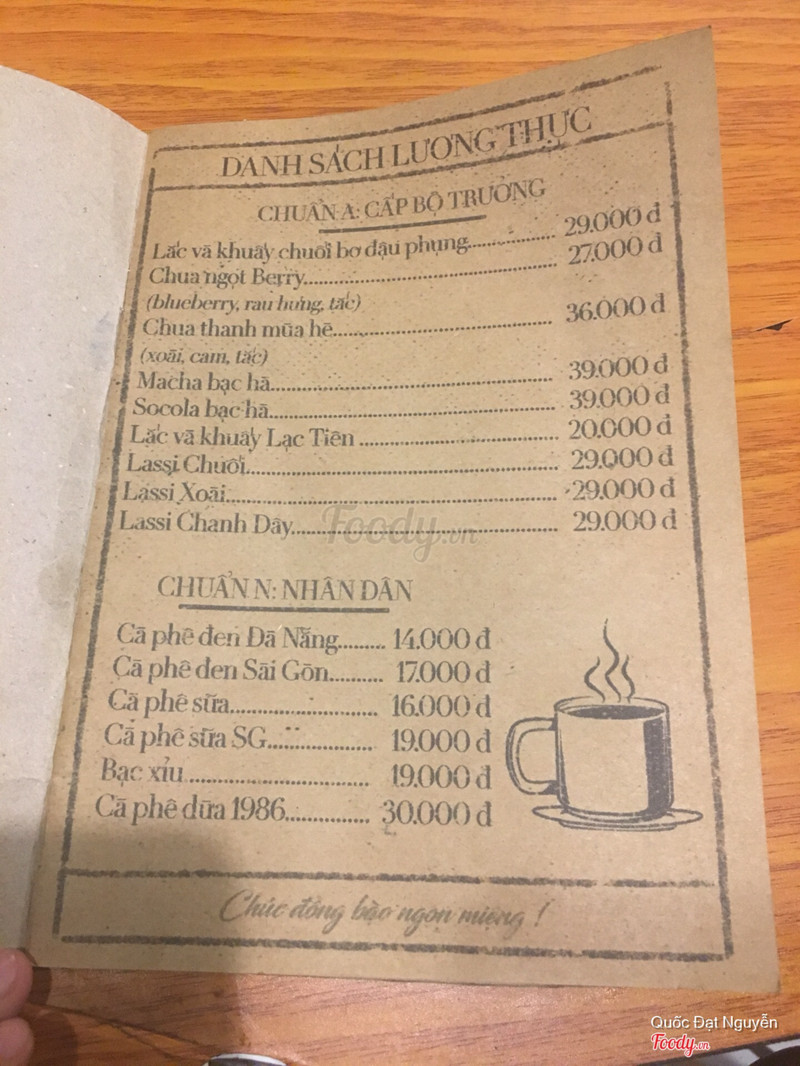 DANH SÁCH LƯƠNG THỰC
CHUẨN A: CẤP BỘ TRƯỞNG
Lắc và khuấy chuối bơ đậu phụng........ 29.000 đ
Chua ngọt Berry........ 27.000 đ
(blueberry, rau hưng, tắc)
Chua thanh mùa hè........ 36.000 đ
(xoài, cam, tắc)
Macha bạc hà........ 39.000 đ
Socola bạc hà........ 39.000 đ
Lắc và khuấy Lạc Tiên ........ 20.000 đ
Lassi Chuối........ 29.000 đ
Lassi Xoài........ 29.000 đ
Lassi Chanh Dây........ 29.000 đ
Foody.vn
CHUẨN N: NHÂN DÂN
Cà phê đen Đà Nẵng......... 14.000 đ
Cà phê đen Sài Gòn.......... 17.000 đ
Cà phê sữa........ 16.000 đ
Cà phê sữa SG........ 19.000 đ
Bạc xỉu ........ 19.000 đ
Cà phê dừa 1986........ 30.000 đ
Chúc đồng bào ngon miệng !
Quốc Đạt Nguyễn
Foody.vn